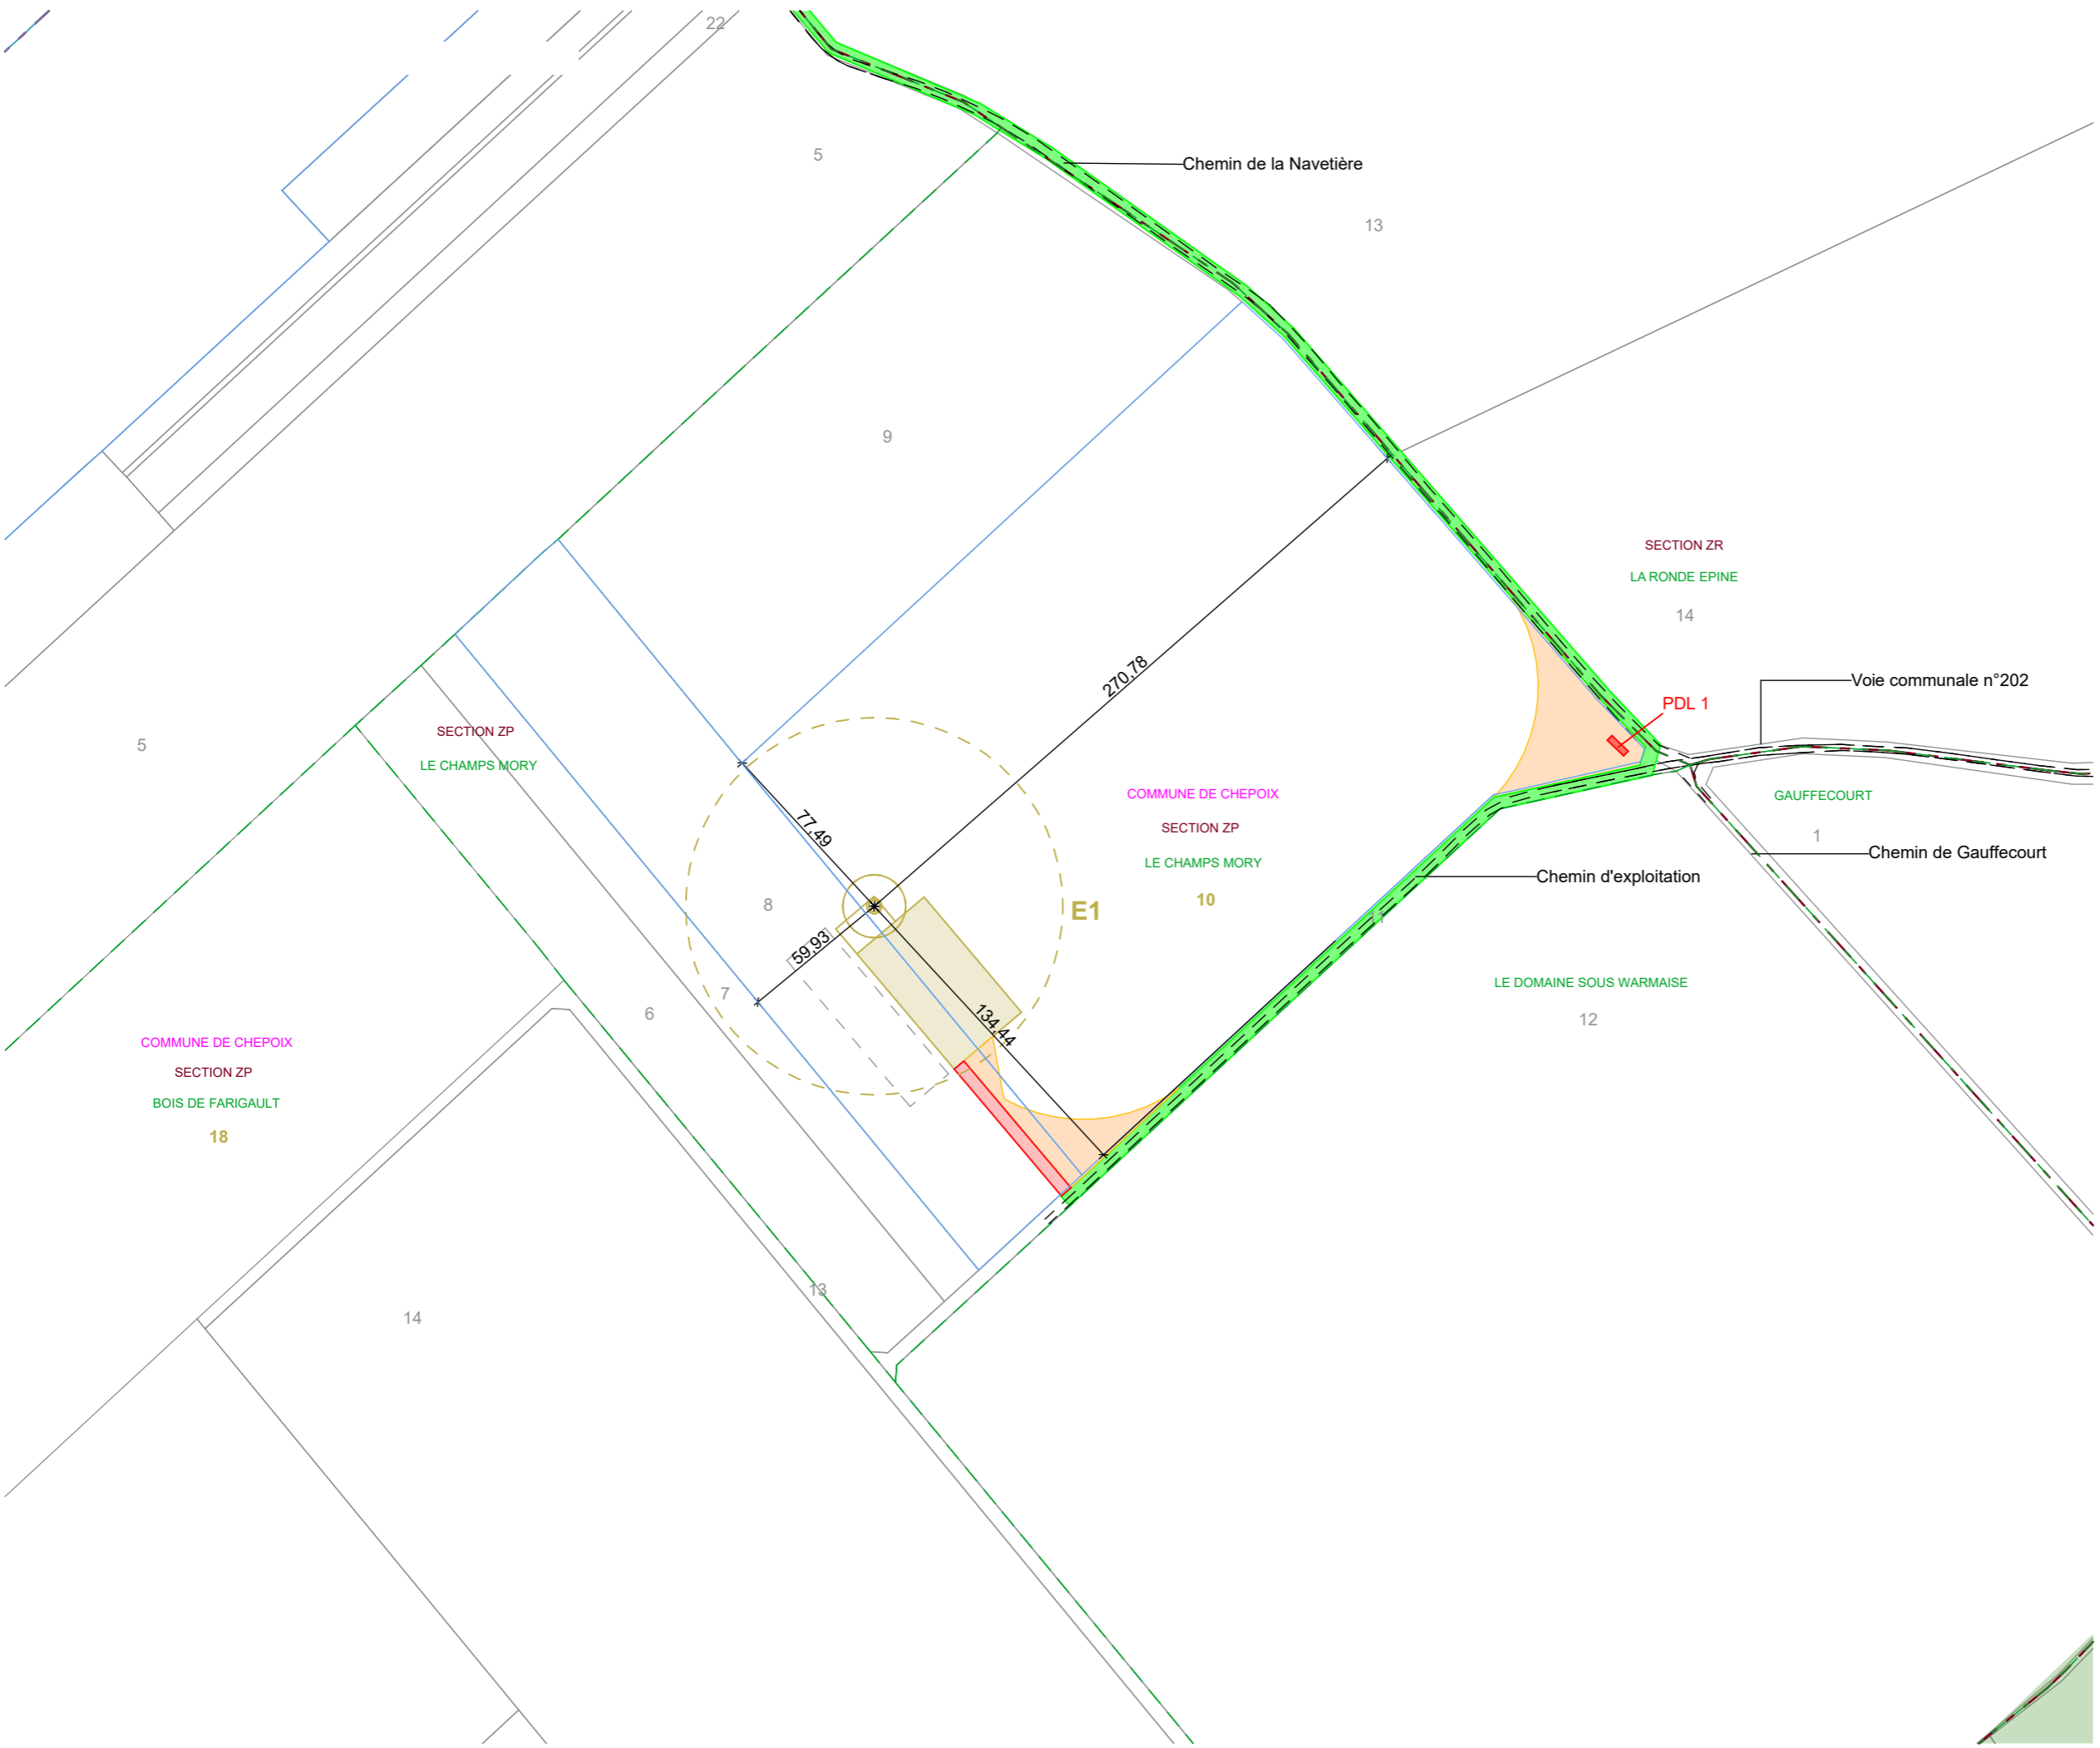 22
5
Chemin de la Navetière
13
9
SECTION ZR
LA RONDE EPINE
14
270,78
Voie communale n°202
PDL 1
SECTION ZP
LE CHAMPS MORY
5
COMMUNE DE CHEPOIX
SECTION ZP
LE CHAMPS MORY
10
GAUFFECOURT
1
77,49
Chemin de Gauffecourt
Chemin d'exploitation
8
E1
59,93
LE DOMAINE SOUS WARMAISE
12
7
6
134,44
COMMUNE DE CHEPOIX
SECTION ZP
BOIS DE FARIGAULT
18
13
14